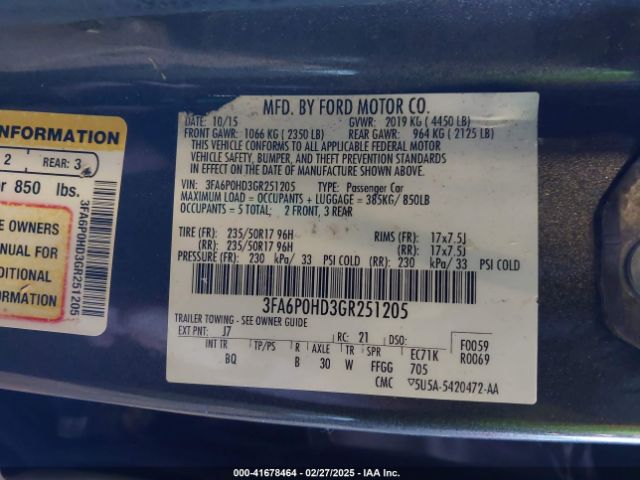 INFORMATION
2 REAR: 3
or 850 lbs.
E OWNERS
ANUAL FOR
DDITIONAL
FORMATION
3FA6P0HD3GR251205
MFD. BY FORD MOTOR CO.
DATE: 10/15 GVWR: 2019 KG ( 4450 LB)
FRONT GAWR: 1066 KG ( 2350 LB) REAR GAWR: 964 KG ( 2125 LB)
THIS VEHICLE CONFORMS TO ALL APPLICABLE FEDERAL MOTOR
VEHICLE SAFETY, BUMPER, AND THEFT PREVENTION STANDARDS
IN EFFECT ON THE DATE OF MANUFACTURE SHOWN ABOVE.
VIN: 3FA6P0HD3GR251205 TYPE: Passenger Car
MAXIMUM LOAD = OCCUPANTS + LUGGAGE = 385KG/ 850LB
OCCUPANTS = 5 TOTAL; 2 FRONT, 3 REAR
TIRE (FR): 235/50R17 96H RIMS (FR): 17x7.5J
(RR): 235/50R17 96H (RR): 17x7.5J
PRESSURE (FR): 230 kPa/ 33 PSI COLD (RR): 230 kPa/ 33 PSI COLD
3FA6P0HD3GR251205
TRAILER TOWING - SEE OWNER GUIDE
EXT PNT: J7 RC: 21 DSO: F0059
INT TR TP/PS R AXLE TR SPR EC71K R0069
BQ B 30 W FFGG 705
CMC 5U5A-5420472-AA
© - 41678464 - 02/27/2025 - IAA Inc.